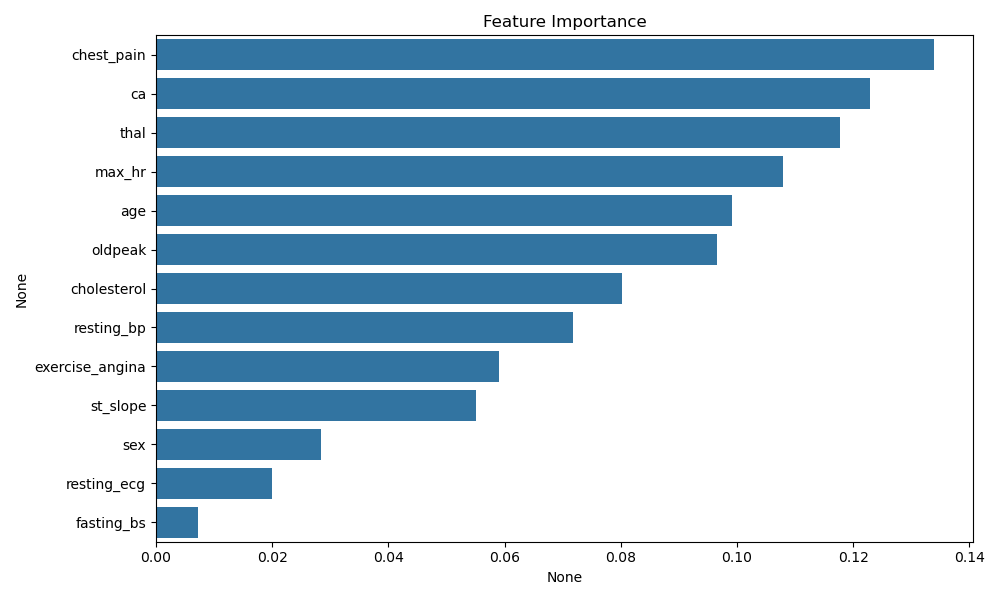 Feature Importance
chest_pain
ca
thal
max_hr
age
oldpeak
cholesterol
resting_bp
exercise_angina
st_slope
sex
resting_ecg
fasting_bs
None
0.00 0.02 0.04 0.06 0.08 0.10 0.12 0.14
None